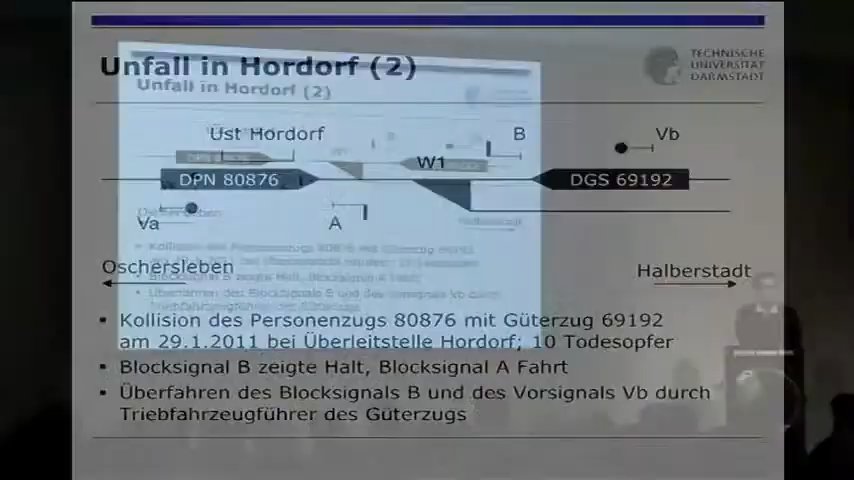 Unfall in Hordorf (2)
TECHNISCHE
UNIVERSITÄT
DARMSTADT
Unfall in Hordorf (2)
Ust Hordorf
B
Vb
W1
DPN 80876
DGS 69192
Va
A
Oschersleben
Halberstadt
• Kollision des Personenzugs 80876 mit Güterzug 69192
am 29.1.2011 bei Überleitstelle Hordorf; 10 Todesopfer
• Blocksignal B zeigte Halt, Blocksignal A Fahrt
• Überfahren des Blocksignals B und des Vorsignals Vb durch
Triebfahrzeugführer des Güterzugs